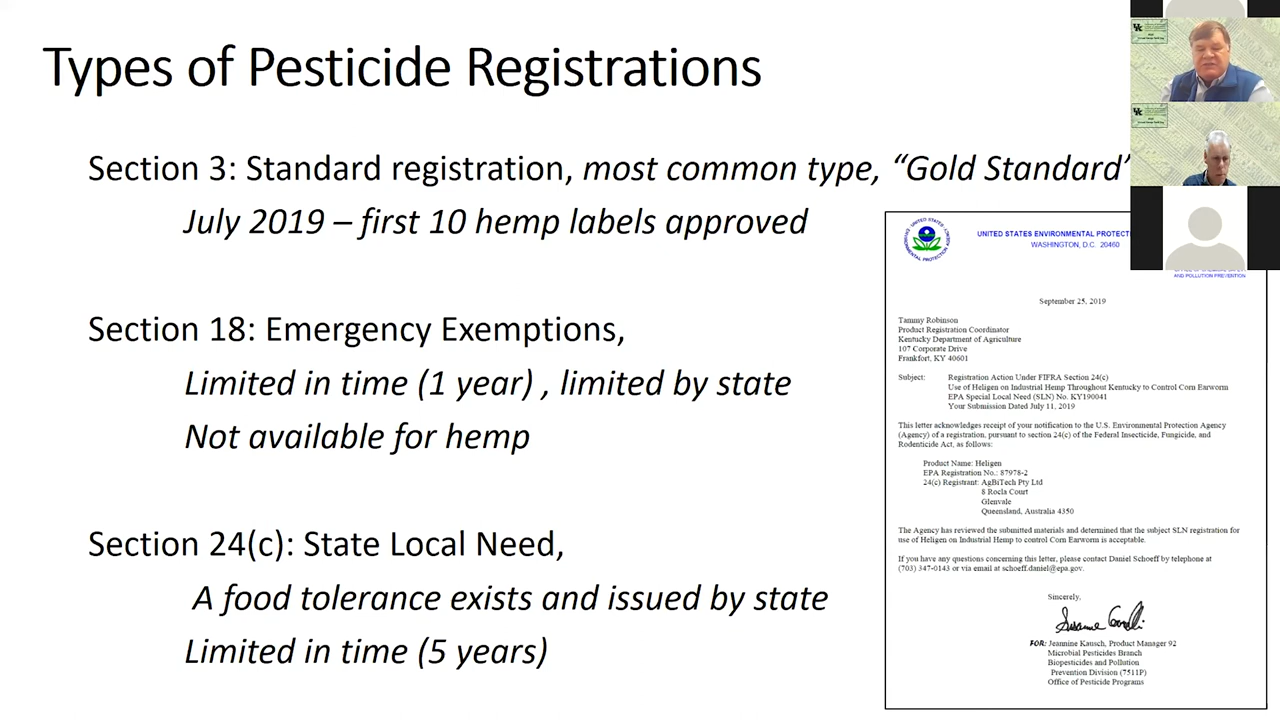 Types of Pesticide Registrations
Section 3: Standard registration, most common type, “Gold Standard”
July 2019 – first 10 hemp labels approved
Section 18: Emergency Exemptions,
Limited in time (1 year) , limited by state
Not available for hemp
Section 24(c): State Local Need,
A food tolerance exists and issued by state
Limited in time (5 years)
UNITED STATES ENVIRONMENTAL
WASHINGTON, D.C. 20460
AND POLLUTION PREVENTION
September 25, 2019
Tammy Robinson
Product Registration Coordinator
Kentucky Department of Agriculture
107 Corporate Drive
Frankfort, KY 40601
Subject: Registration Action Under FIFRA Section 24(c)
Use of Heligen on Industrial Hemp Throughout Kentucky to Control Corn Earworm
EPA Special Local Need (SLN) No. KY190041
Your Submission Dated July 11, 2019
This letter acknowledges receipt of your notification to the U.S. Environmental Protection Agency
(Agency) of a registration, pursuant to section 24(c) of the Federal Insecticide, Fungicide, and
Rodenticide Act, as follows:
Product Name: Heligen
EPA Registration No.: 87978-2
24(c) Registrant: AgBiTech Pty Ltd
8 Rocla Court
Glenvale
Queensland, Australia 4350
The Agency has reviewed the submitted materials and determined that the subject SLN registration for
use of Heligen on Industrial Hemp to control Corn Earworm is acceptable.
If you have any questions concerning this letter, please contact Daniel Schoeff by telephone at
(703) 347-0143 or via email at schoeff.daniel@epa.gov.
Sincerely,
FOR: Jeannine Kausch, Product Manager 92
Microbial Pesticides Branch
Biopesticides and Pollution
Prevention Division (7511P)
Office of Pesticide Programs